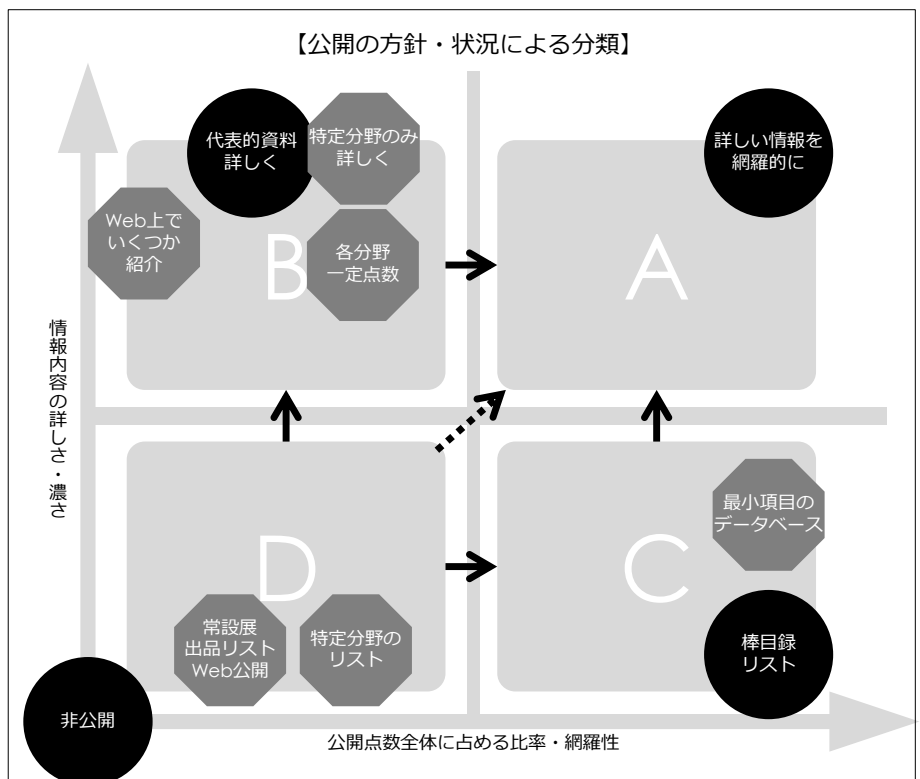 【公開の方針・状況による分類】
代表的資料
詳しく
特定分野のみ
詳しく
詳しい情報を
網羅的に
Web上で
いくつか
紹介
B
各分野
一定点数
A
情報内容の詳しさ・濃さ
D
C
最小項目の
データベース
常設展
出品リスト
Web公開
特定分野の
リスト
棒目録
リスト
非公開
公開点数全体に占める比率・網羅性